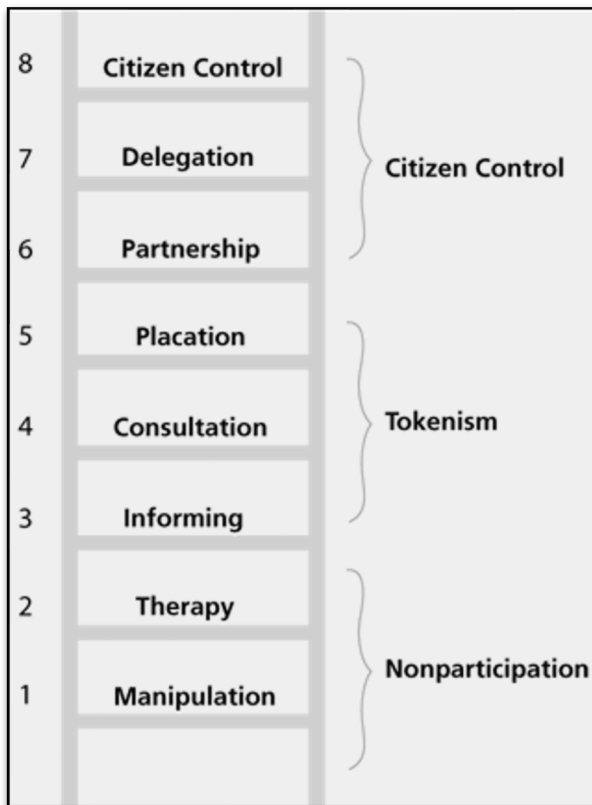 8 Citizen Control
7 Delegation
Citizen Control
6 Partnership
5 Placation
4 Consultation
Tokenism
3 Informing
2 Therapy
Nonparticipation
1 Manipulation